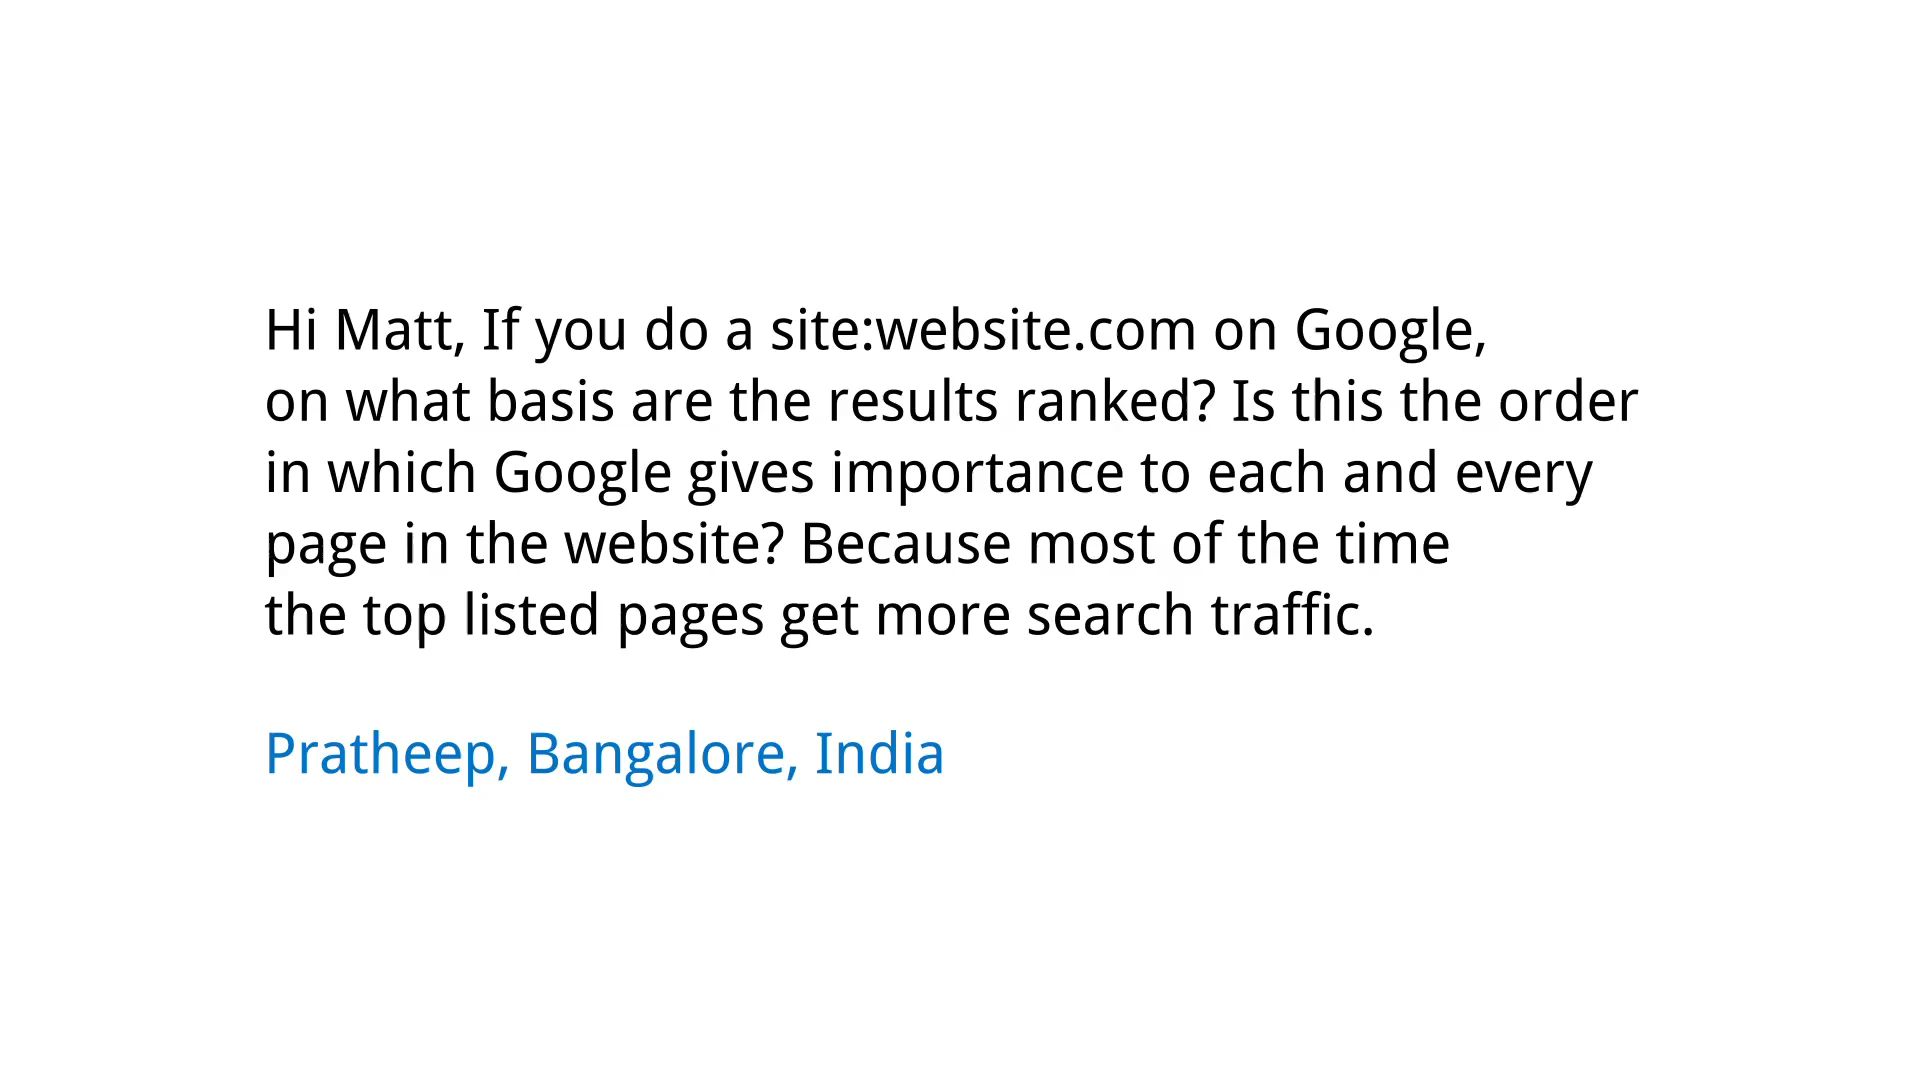 Hi Matt, If you do a site:website.com on Google,
on what basis are the results ranked? Is this the order
in which Google gives importance to each and every
page in the website? Because most of the time
the top listed pages get more search traffic.
Pratheep, Bangalore, India